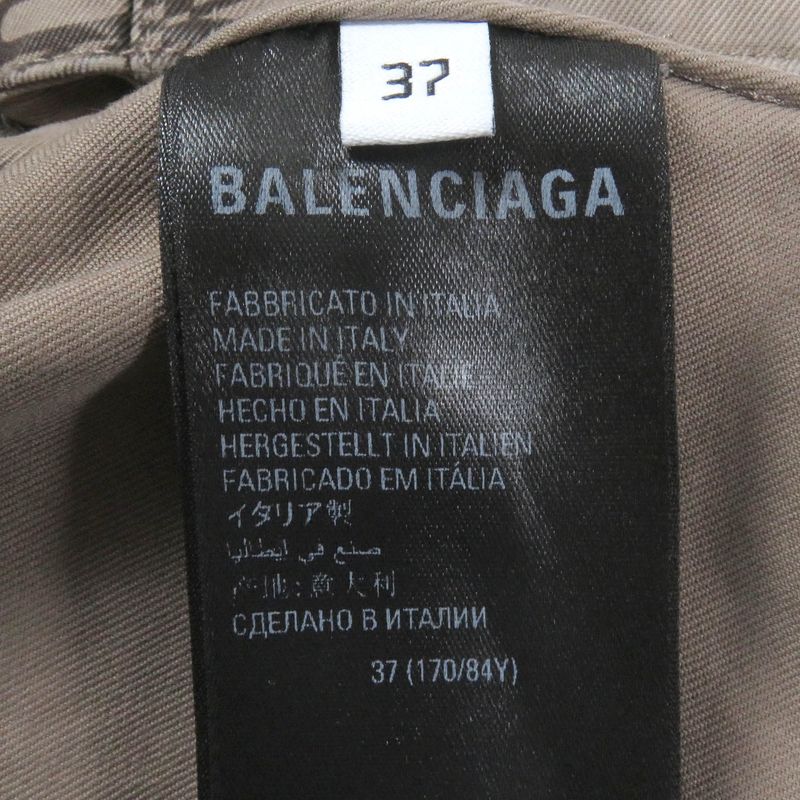 37
BALENCIAGA
FABBRICATO IN ITALIA
MADE IN ITALY
FABRIQUÉ EN ITALIE
HECHO EN ITALIA
HERGESTELLT IN ITALIEN
FABRICADO EM ITÁLIA
イタリア製
صنع في ايطاليا
产地: 意大利
СДЕЛАНО В ИТАЛИИ
37 (170/84Y)